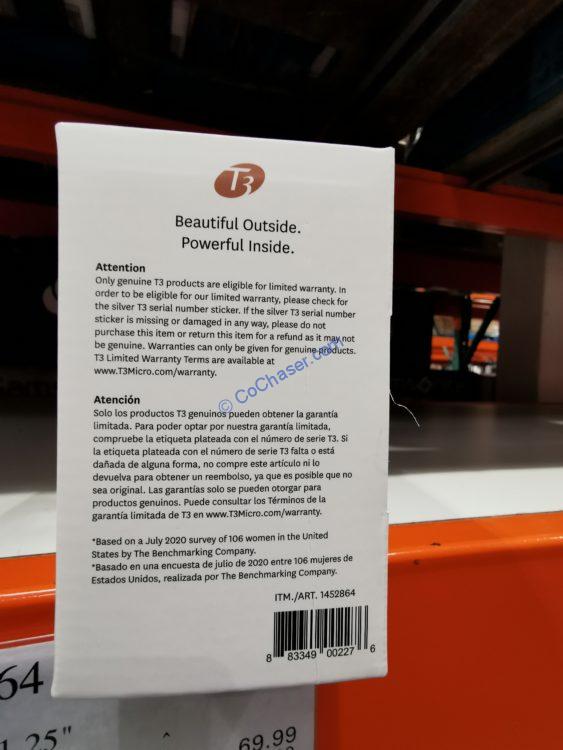 T3
Beautiful Outside.
Powerful Inside.
Attention
Only genuine T3 products are eligible for limited warranty. In
order to be eligible for our limited warranty, please check for
the silver T3 serial number sticker. If the silver T3 serial number
sticker is missing or damaged in any way, please do not
purchase this item or return this item for a refund as it may not
be genuine. Warranties can only be given for genuine products.
T3 Limited Warranty Terms are available at
www.T3Micro.com/warranty.
© CoChaser.com
Atención
Solo los productos T3 genuinos pueden obtener la garantía
limitada. Para poder optar por nuestra garantía limitada,
compruebe la etiqueta plateada con el número de serie T3. Si
la etiqueta plateada con el número de serie T3 falta o está
dañada de alguna forma, no compre este artículo ni lo
devuelva para obtener un reembolso, ya que es posible que no
sea original. Las garantías solo se pueden otorgar para
productos genuinos. Puede consultar los Términos de la
garantía limitada de T3 en www.T3Micro.com/warranty.
*Based on a July 2020 survey of 106 women in the United
States by The Benchmarking Company.
*Basado en una encuesta de julio de 2020 entre 106 mujeres de
Estados Unidos, realizada por The Benchmarking Company.
ITM./ART. 1452864
8 83349 00227 6
64
1.25"
69.99